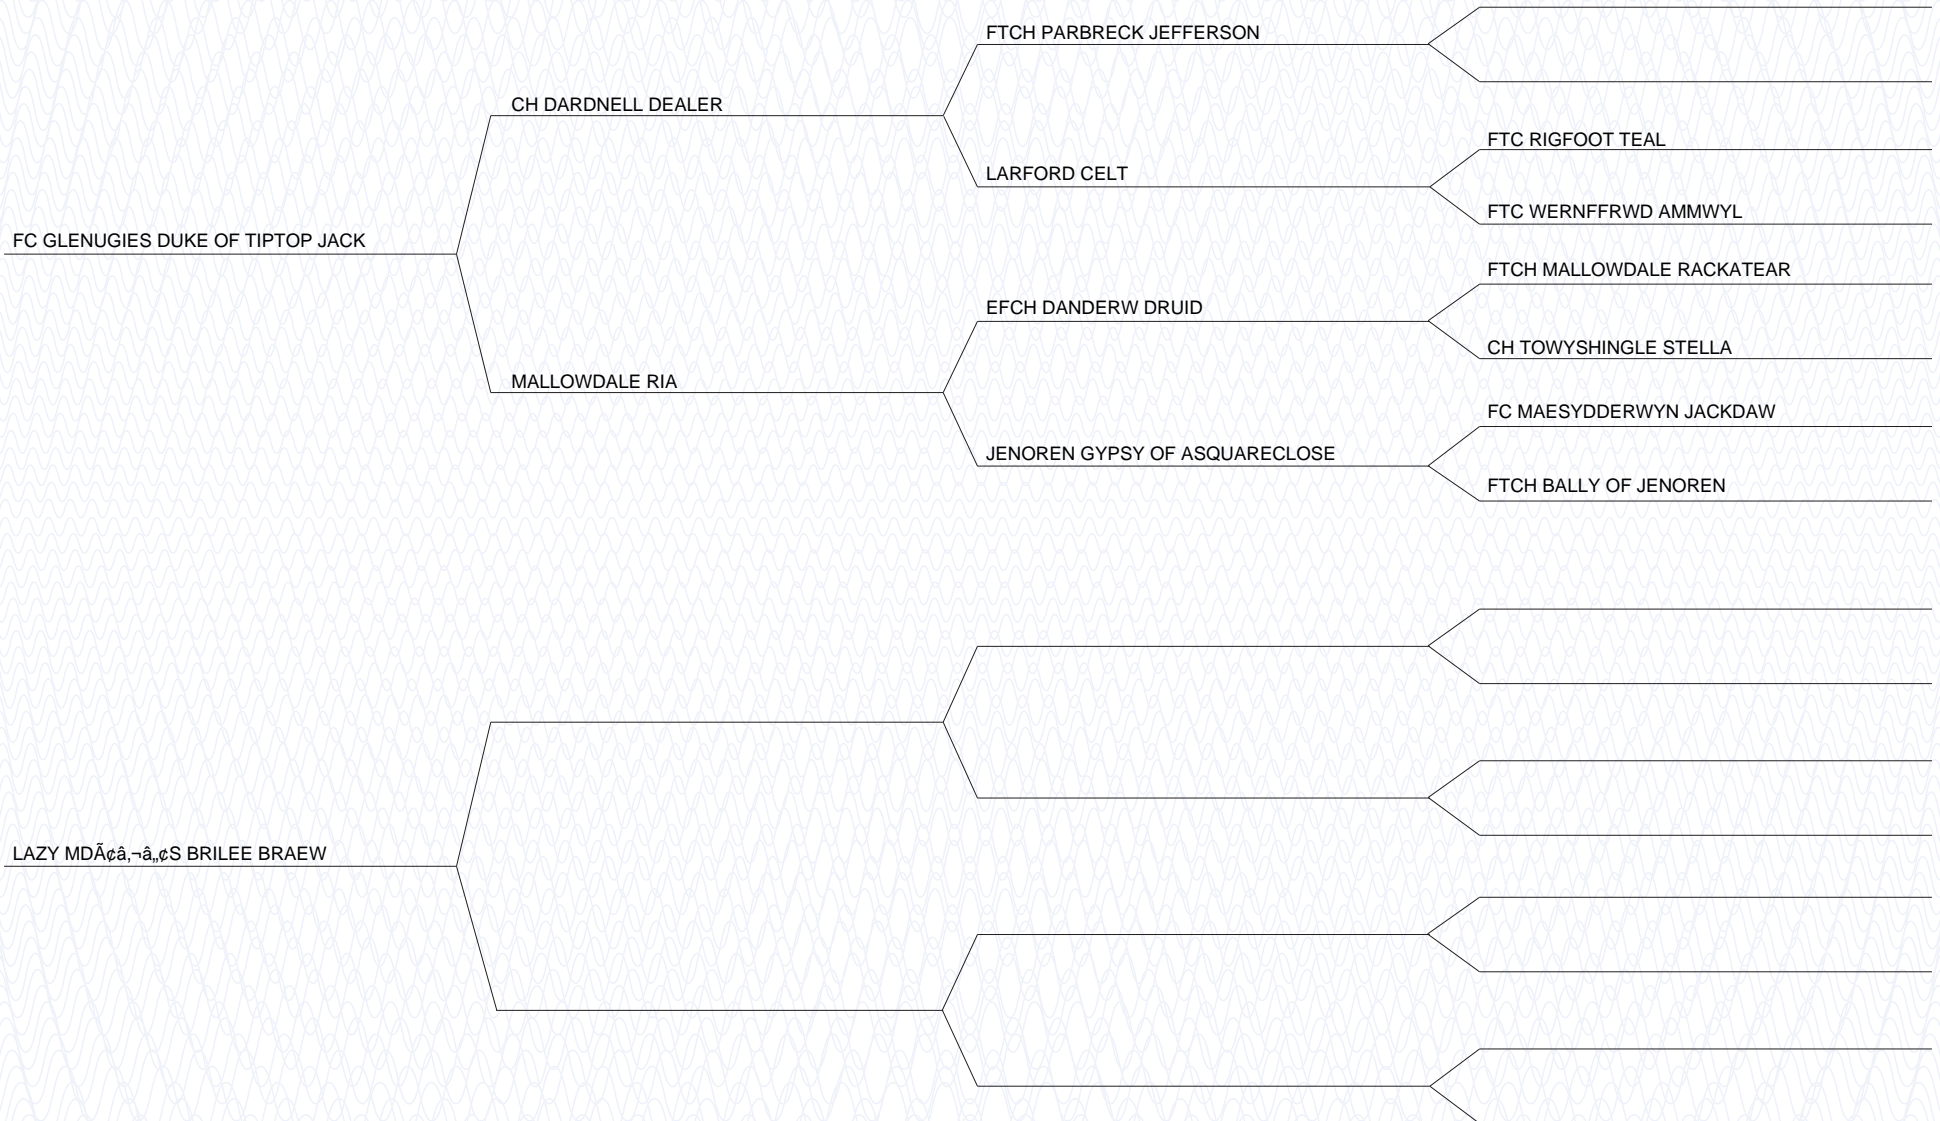 FTCH PARBRECK JEFFERSON
CH DARDNELL DEALER
FTC RIGFOOT TEAL
LARFORD CELT
FTC WERNFFRWD AMMWYL
FC GLENUGIES DUKE OF TIPTOP JACK
FTCH MALLOWDALE RACKATEAR
EFCH DANDERW DRUID
CH TOWYSHINGLE STELLA
MALLOWDALE RIA
FC MAESYDDERWYN JACKDAW
JENOREN GYPSY OF ASQUARECLOSE
FTCH BALLY OF JENOREN
LAZY MDÃ¢â‚¬â„¢S BRILEE BRAEW